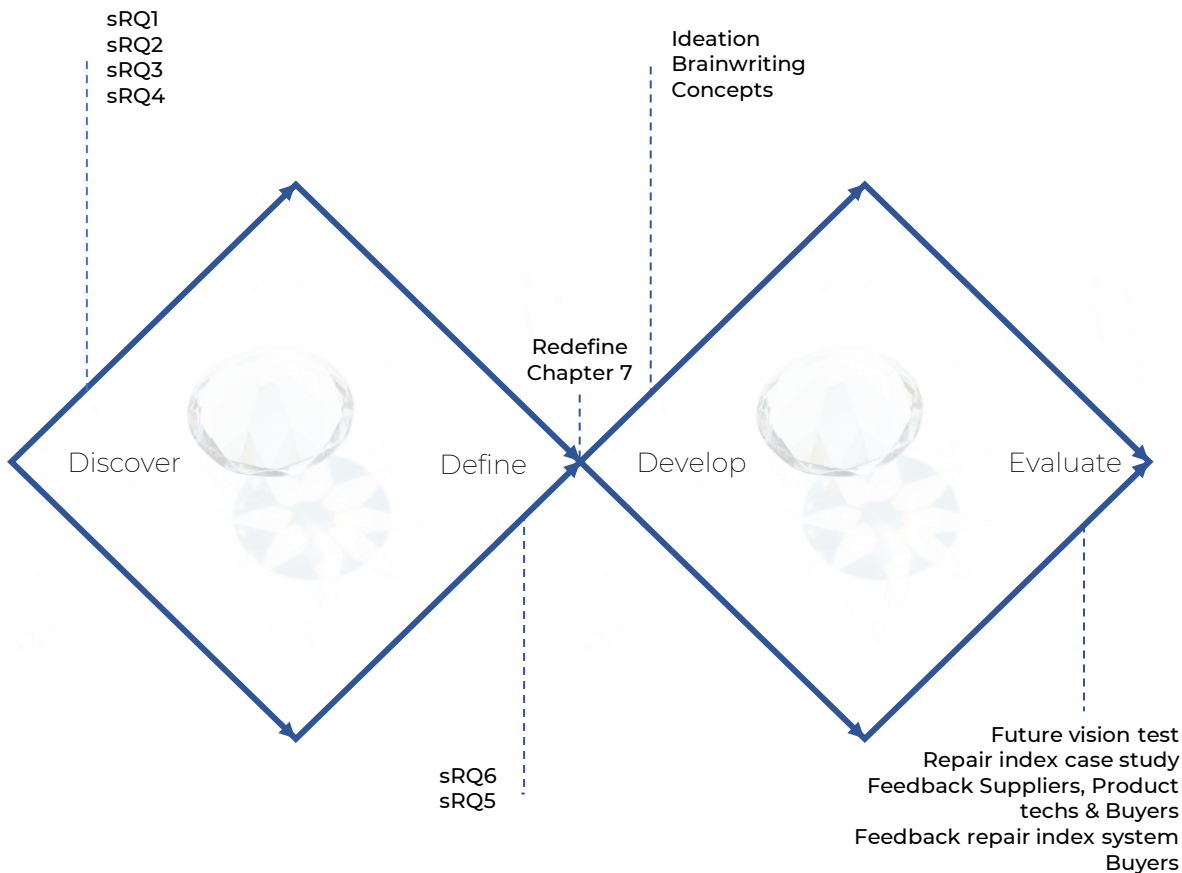 sRQ1
sRQ2
sRQ3
sRQ4
Ideation
Brainwriting
Concepts
Redefine
Chapter 7
Discover
Define
Develop
Evaluate
sRQ6
sRQ5
Future vision test
Repair index case study
Feedback Suppliers, Product
techs & Buyers
Feedback repair index system
Buyers